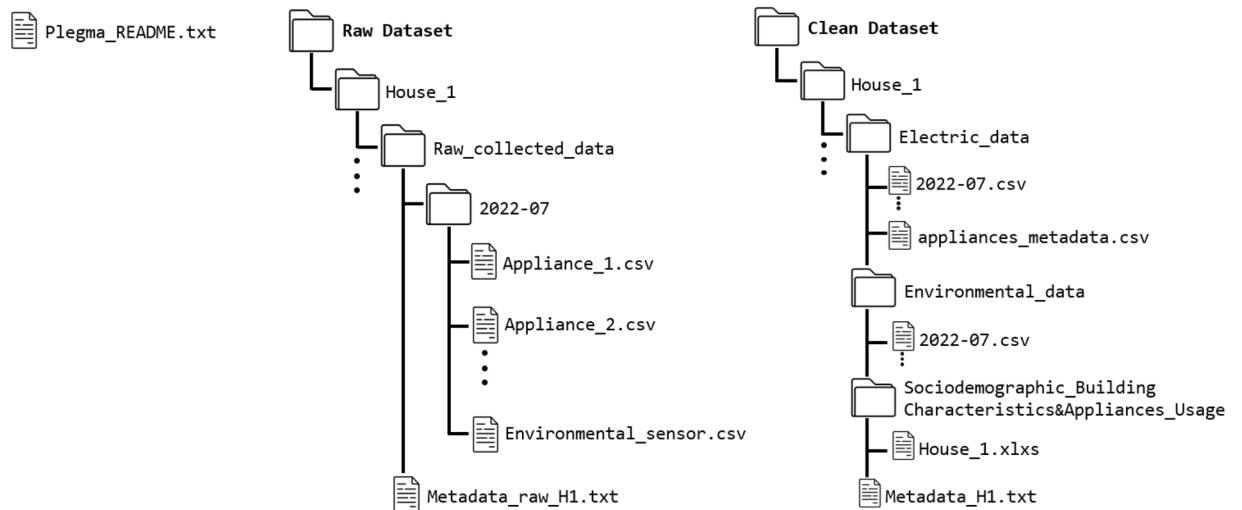 Plegma_README.txt
Raw Dataset
House_1
Raw_collected_data
2022-07
Appliance_1.csv
Appliance_2.csv
Environmental_sensor.csv
Metadata_raw_H1.txt
Clean Dataset
House_1
Electric_data
2022-07.csv
appliances_metadata.csv
Environmental_data
2022-07.csv
Sociodemographic_Building
Characteristics&Appliances_Usage
House_1.xlxs
Metadata_H1.txt